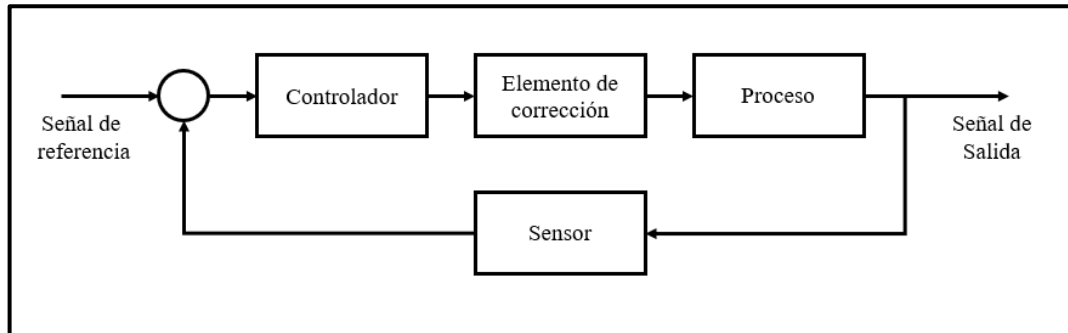 Señal de
referencia
Controlador
Elemento de
corrección
Proceso
Señal de
Salida
Sensor